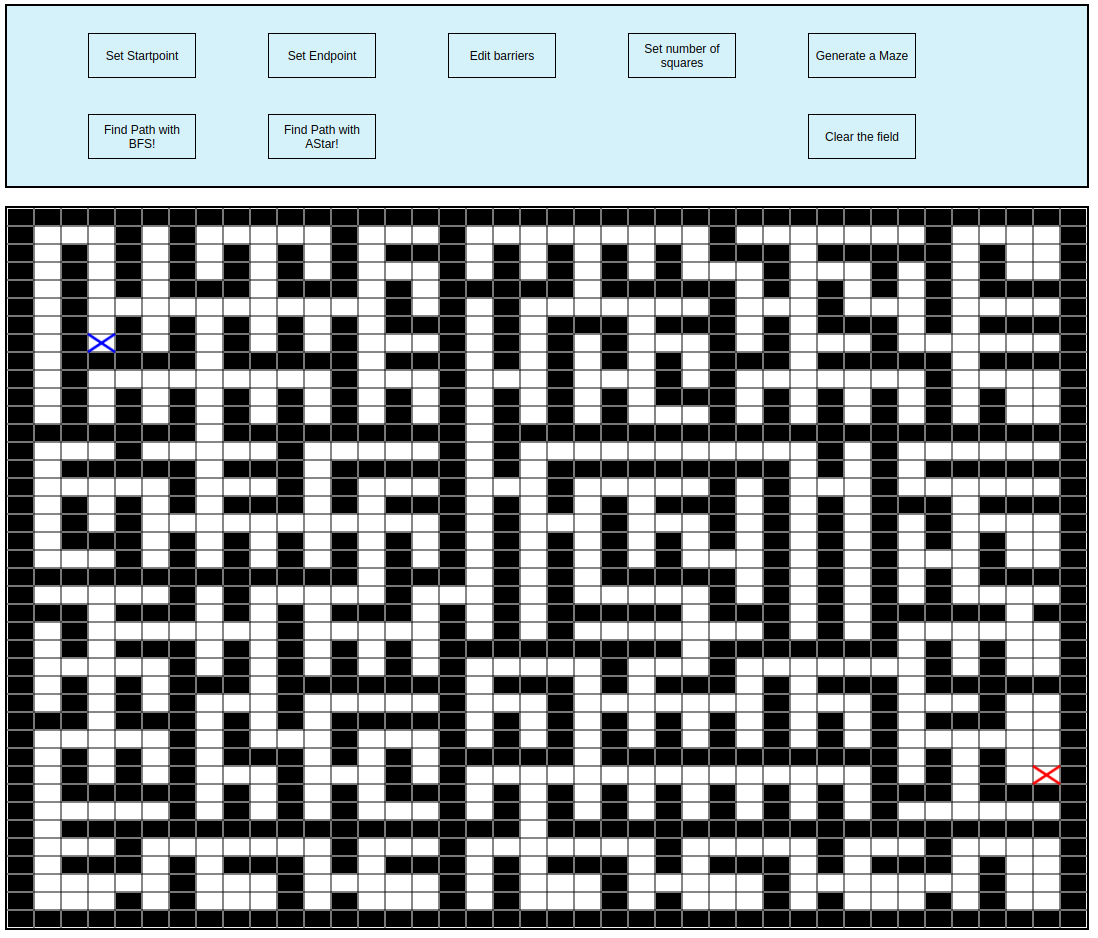 Set Startpoint
Set Endpoint
Edit barriers
Set number of
squares
Generate a Maze
Find Path with
BFS!
Find Path with
AStar!
Clear the field